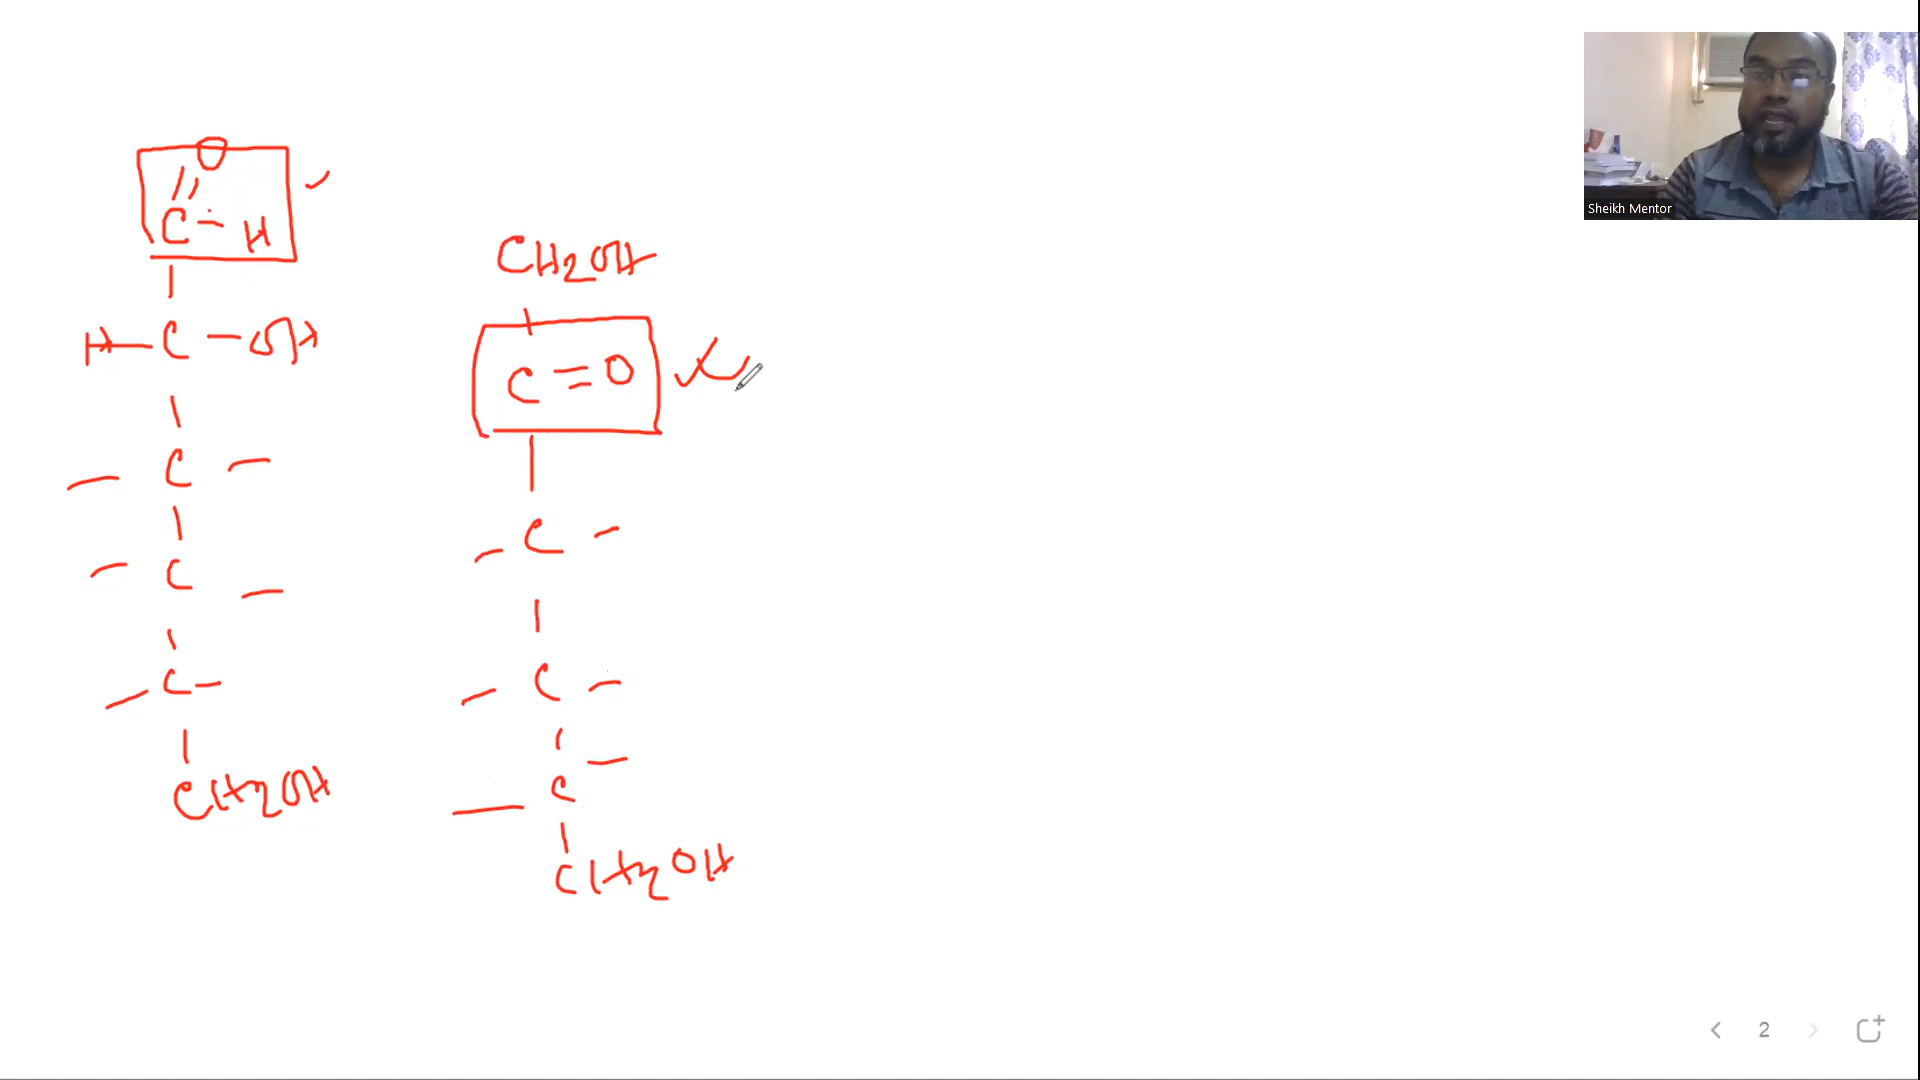 O
C - H
H - C - OH
C
C
C
CH2OH
CH2OH
C = O
C
C
C
CH2OH
Sheikh Mentor
2